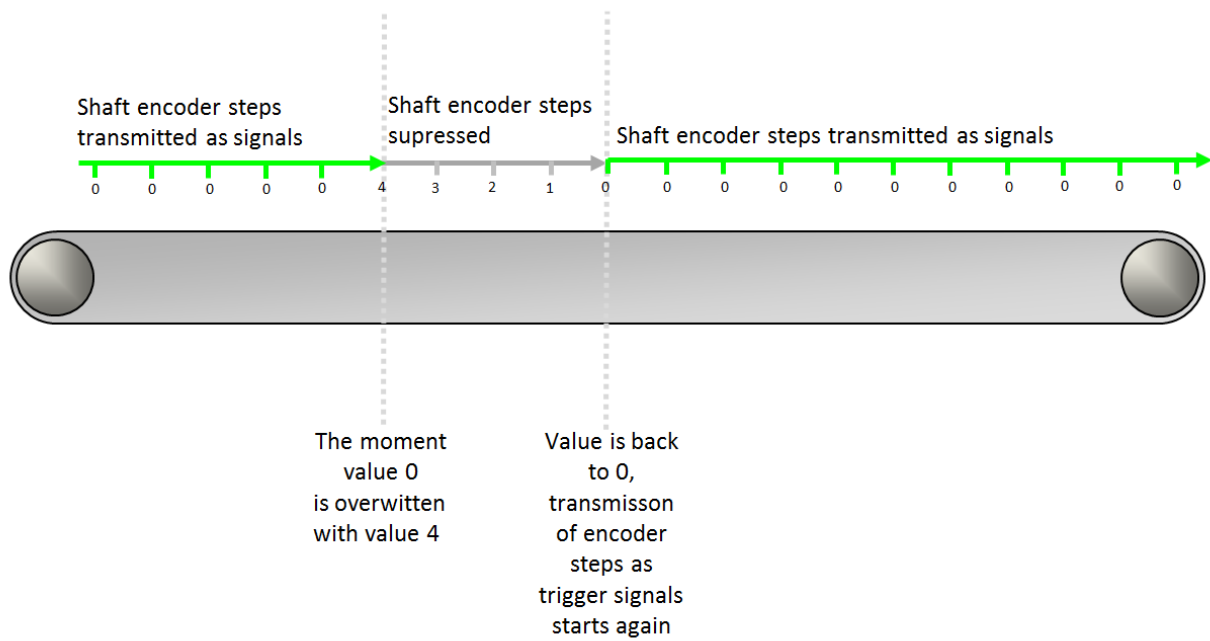 Shaft encoder steps
transmitted as signals
Shaft encoder steps
supressed
Shaft encoder steps transmitted as signals
0 0 0 0 0 4 3 2 1 0 0 0 0 0 0 0 0 0 0 0
The moment
value 0
is overwitten
with value 4
Value is back
to 0,
transmisson
of encoder
steps as
trigger signals
starts again